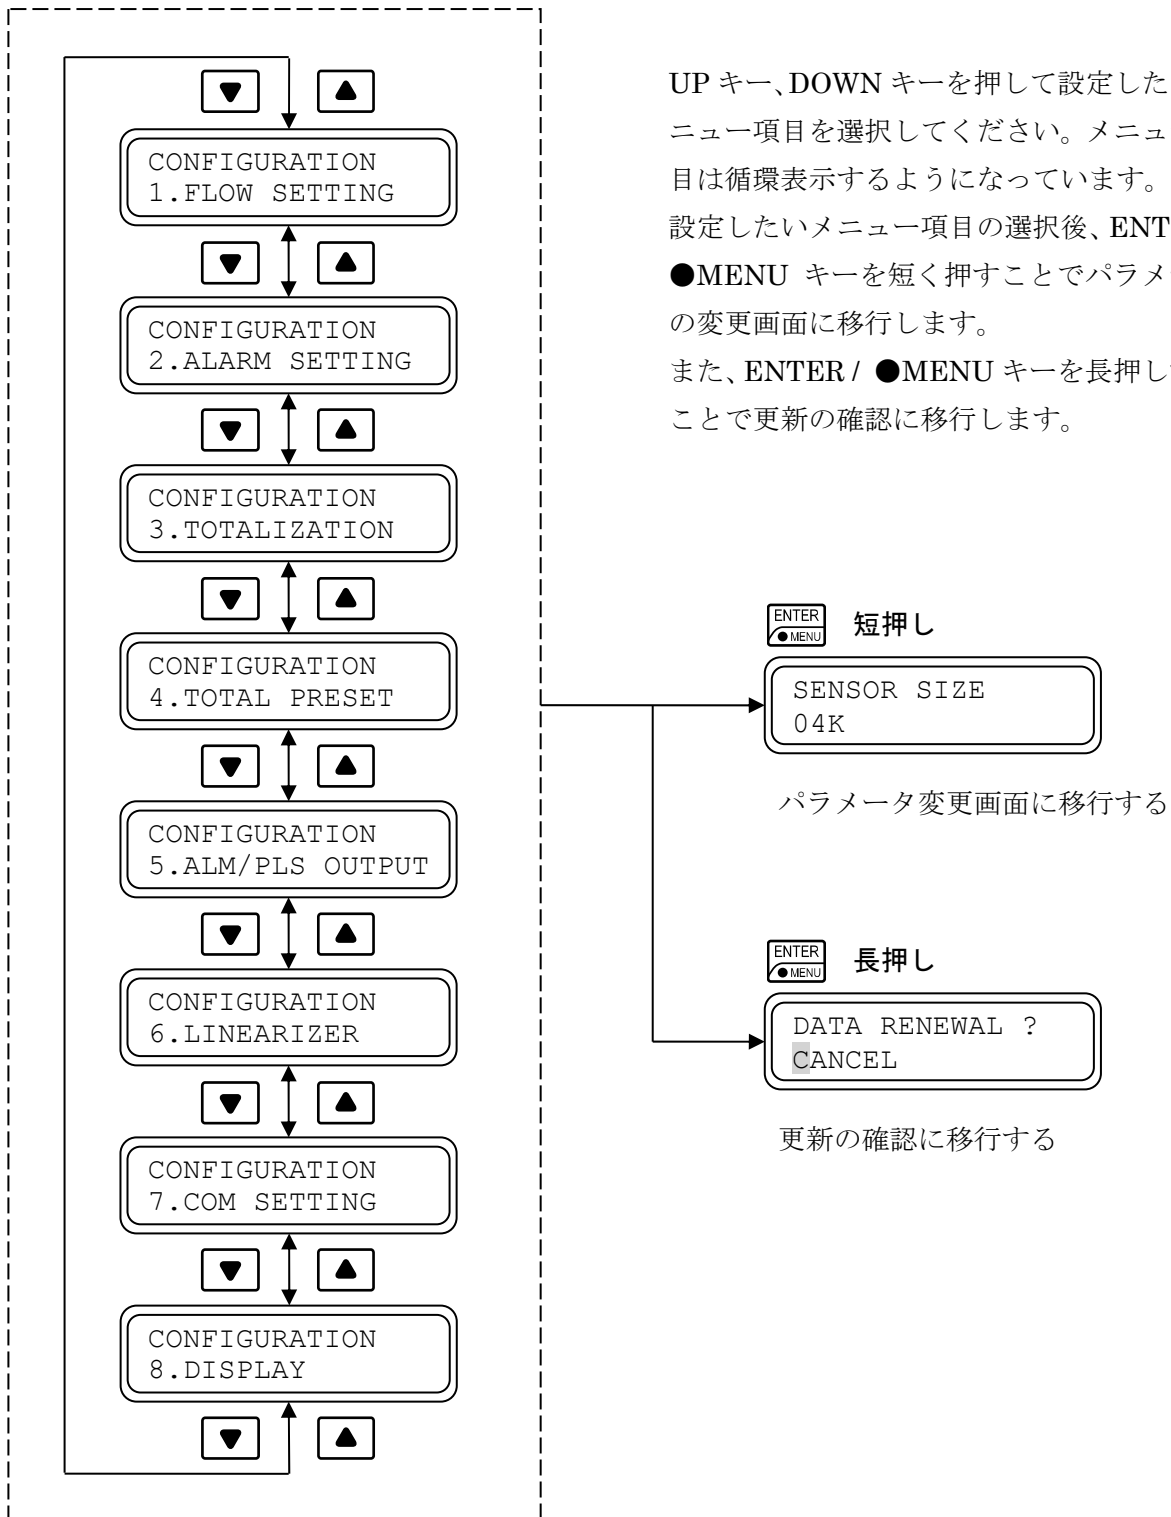 CONFIGURATION
1.FLOW SETTING
CONFIGURATION
2.ALARM SETTING
CONFIGURATION
3.TOTALIZATION
CONFIGURATION
4.TOTAL PRESET
CONFIGURATION
5.ALM/PLS OUTPUT
CONFIGURATION
6.LINEARIZER
CONFIGURATION
7.COM SETTING
CONFIGURATION
8.DISPLAY
UP キー、DOWN キーを押して設定した
ニュー項目を選択してください。メニュ
目は循環表示するようになっています。
設定したいメニュー項目の選択後、ENT
●MENU キーを短く押すことでパラメ
の変更画面に移行します。
また、ENTER / ●MENU キーを長押し
ことで更新の確認に移行します。
ENTER
●MENU
短押し
SENSOR SIZE
04K
パラメータ変更画面に移行する
ENTER
●MENU
長押し
DATA RENEWAL ?
CANCEL
更新の確認に移行する